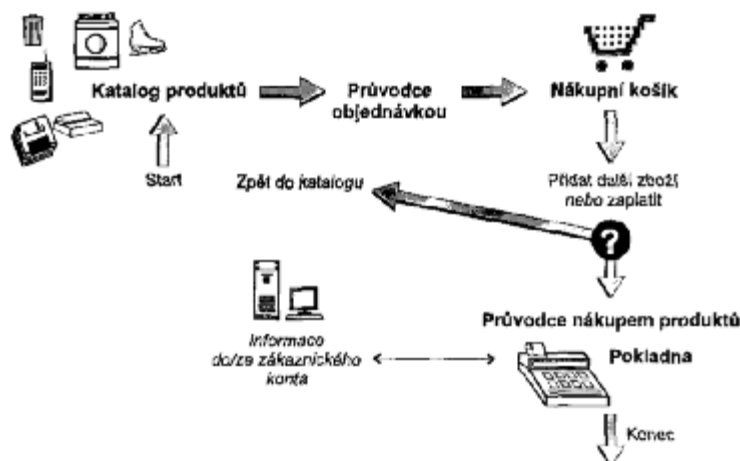 Katalog produktů
Průvodce
objednávkou
Nákupní košík
Start
Zpět do katalogu
Přidat další zboží
nebo zaplatit
?
Průvodce nákupem produktů
Informace
do/ze zákaznického
konta
Pokladna
Konec